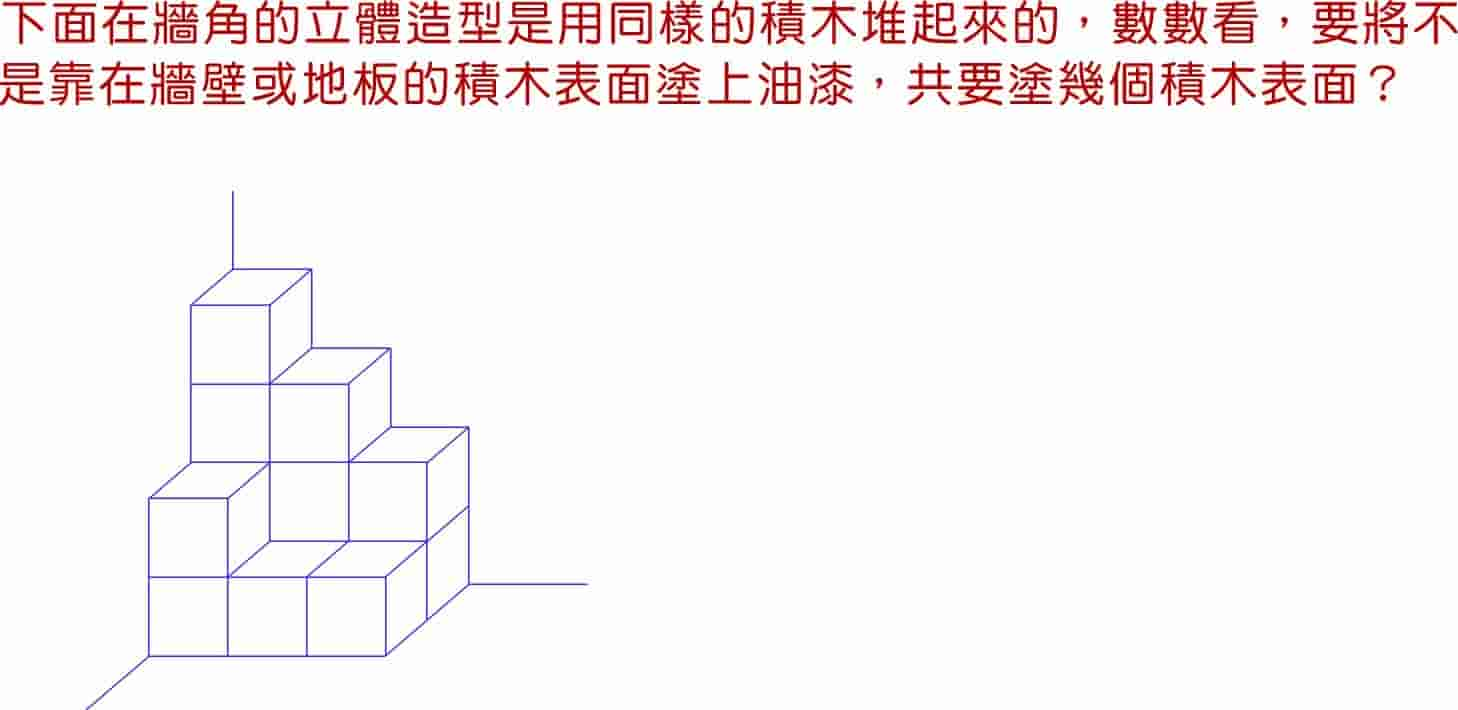 下面在牆角的立體造型是用同樣的積木堆起來的，數數看，要將不
是靠在牆壁或地板的積木表面塗上油漆，共要塗幾個積木表面？